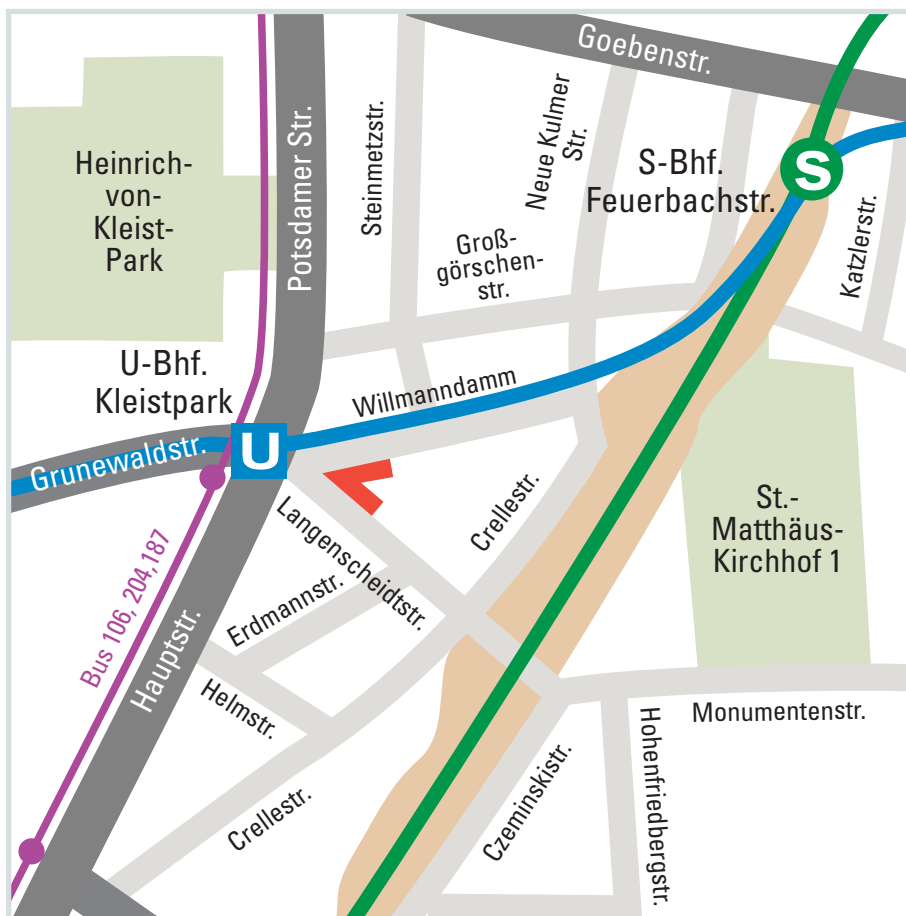 Goebenstr.
Heinrich-
von-
Kleist-
Park
Potsdamer Str.
Steinmetzstr.
Neue Kulmer
Str.
S-Bhf.
Feuerbachstr.
S
Katzlerstr.
Groß-
görschen-
str.
U-Bhf.
Kleistpark
Willmanndamm
U
Grunewaldstr.
Langenscheidtstr.
Crellestr.
St.-
Matthäus-
Kirchhof 1
Bus 106, 204,187
Hauptstr.
Erdmannstr.
Helmstr.
Monumentenstr.
Crellestr.
Czeminskistr.
Hohenfriedbergstr.